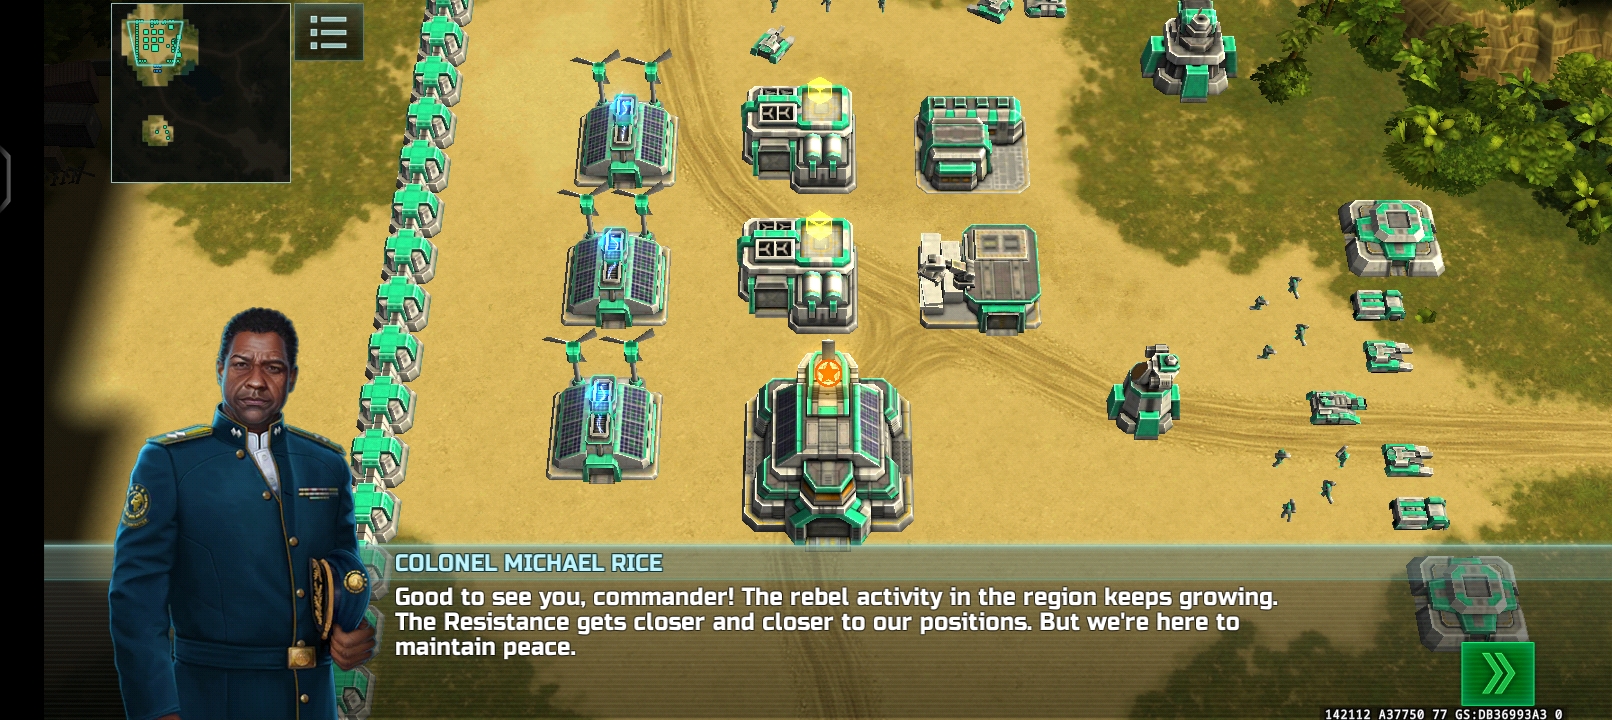 COLONEL MICHAEL RICE
Good to see you, commander! The rebel activity in the region keeps growing.
The Resistance gets closer and closer to our positions. But we're here to
maintain peace.
142112 A37750 77 GS:DB36993A3 0